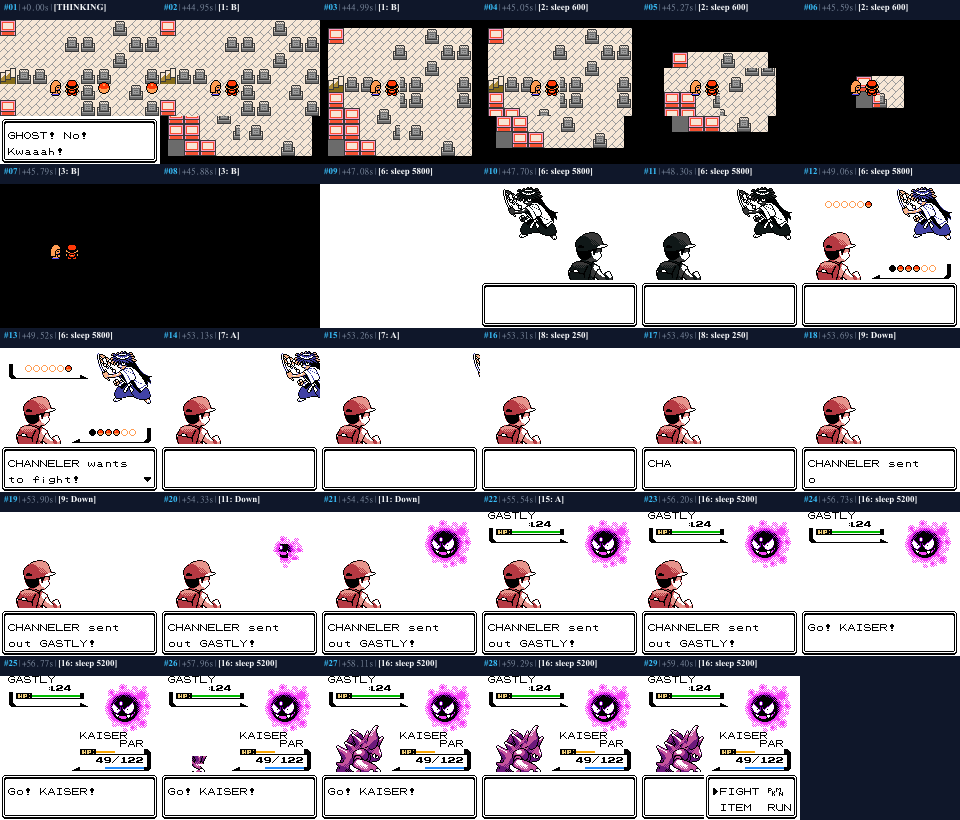 #01|+0.00s| [THINKING]
#02|+44.95s| [1: B]
#03|+44.99s| [1: B]
#04|+45.05s| [2: sleep 600]
#05|+45.27s| [2: sleep 600]
#06|+45.59s| [2: sleep 600]
GHOST! No!
Kwaaah!
#07|+45.79s| [3: B]
#08|+45.88s| [3: B]
#09|+47.08s| [6: sleep 5800]
#10|+47.70s| [6: sleep 5800]
#11|+48.30s| [6: sleep 5800]
#12|+49.06s| [6: sleep 5800]
#13|+49.52s| [6: sleep 5800]
#14|+53.13s| [7: A]
#15|+53.26s| [7: A]
#16|+53.31s| [8: sleep 250]
#17|+53.49s| [8: sleep 250]
#18|+53.69s| [9: Down]
CHANNELER wants
to fight!
CHA
CHANNELER sent
o
#19|+53.90s| [9: Down]
#20|+54.33s| [11: Down]
#21|+54.45s| [11: Down]
#22|+55.54s| [15: A]
#23|+56.20s| [16: sleep 5200]
#24|+56.73s| [16: sleep 5200]
GASTLY
:L24
HP:
GASTLY
:L24
HP:
GASTLY
:L24
HP:
CHANNELER sent
out GASTLY!
CHANNELER sent
out GASTLY!
CHANNELER sent
out GASTLY!
CHANNELER sent
out GASTLY!
CHANNELER sent
out GASTLY!
Go! KAISER!
#25|+56.77s| [16: sleep 5200]
#26|+57.96s| [16: sleep 5200]
#27|+58.11s| [16: sleep 5200]
#28|+59.29s| [16: sleep 5200]
#29|+59.40s| [16: sleep 5200]
GASTLY
:L24
HP:
KAISER
PAR
HP:
49/122
Go! KAISER!
GASTLY
:L24
HP:
KAISER
PAR
HP:
49/122
Go! KAISER!
GASTLY
:L24
HP:
KAISER
PAR
HP:
49/122
Go! KAISER!
GASTLY
:L24
HP:
KAISER
PAR
HP:
49/122
GASTLY
:L24
HP:
KAISER
PAR
HP:
49/122
FIGHT PKMN
ITEM RUN